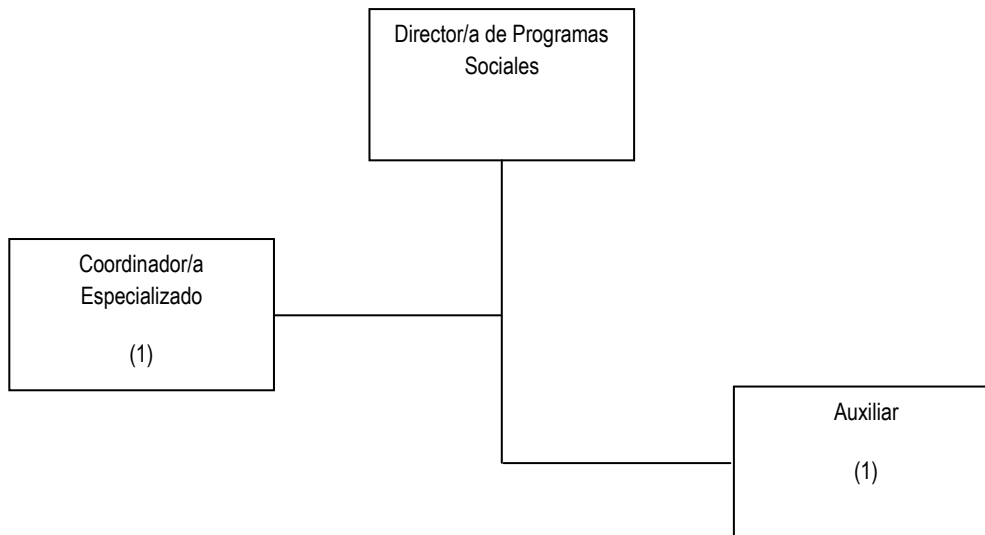 Director/a de Programas
Sociales
Coordinador/a
Especializado
(1)
Auxiliar
(1)